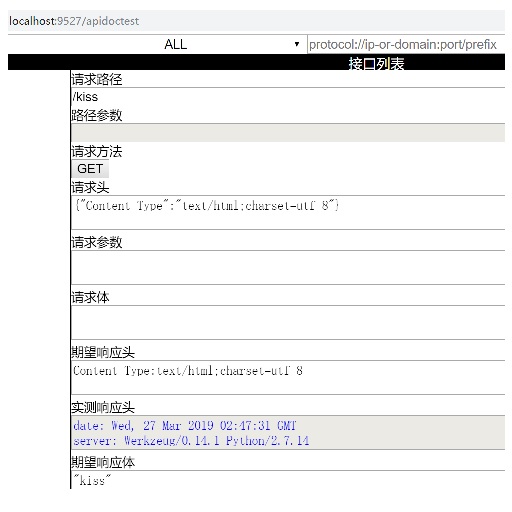 localhost:9527/apidoctest
ALL protocol://ip-or-domain:port/prefix
接口列表
请求路径
/kiss
路径参数
请求方法
GET
请求头
{"Content Type":"text/html;charset=utf 8"}
请求参数
请求体
期望响应头
Content Type:text/html;charset=utf 8
实测响应头
date: Wed, 27 Mar 2019 02:47:31 GMT
server: Werkzeug/0.14.1 Python/2.7.14
期望响应体
"kiss"